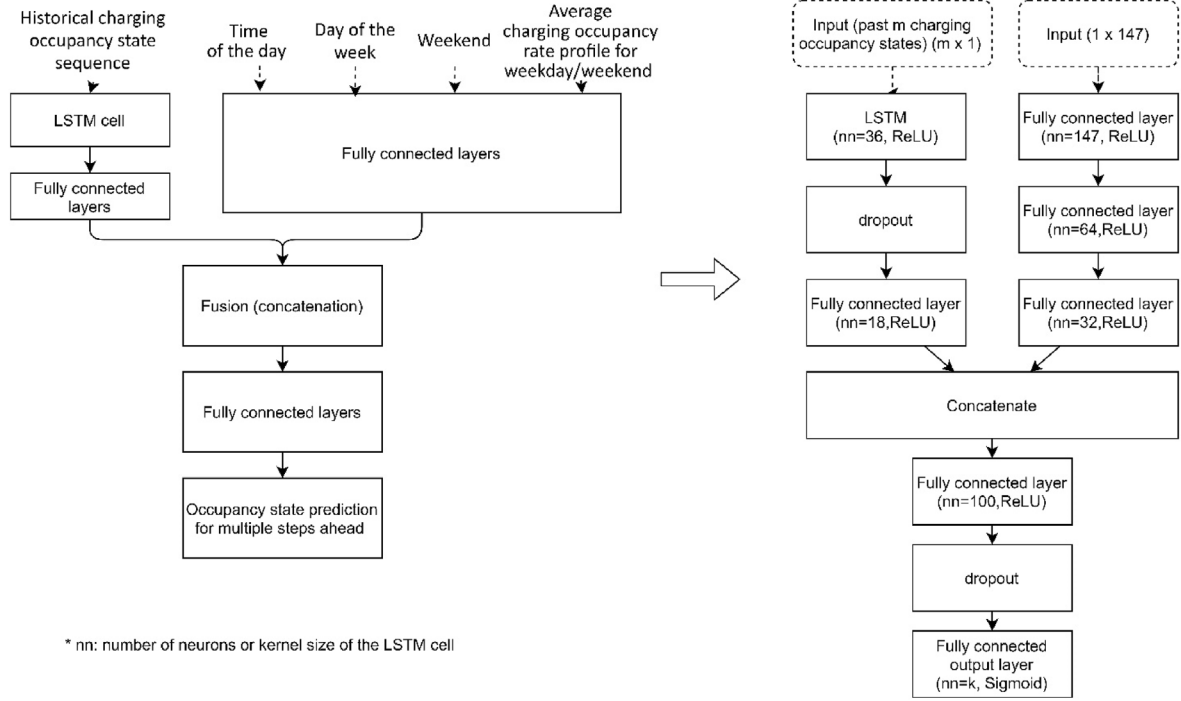 Historical charging
occupancy state
sequence
Time
of the day
Day of the
week
Weekend
Average
charging occupancy
rate profile for
weekday/weekend
LSTM cell
Fully connected
layers
Fully connected layers
Fusion (concatenation)
Fully connected layers
Occupancy state prediction
for multiple steps ahead
* nn: number of neurons or kernel size of the LSTM cell
Input (past m charging
occupancy states) (m x 1)
Input (1 x 147)
LSTM
(nn=36, ReLU)
Fully connected layer
(nn=147, ReLU)
dropout
Fully connected layer
(nn=64,ReLU)
Fully connected layer
(nn=18,ReLU)
Fully connected layer
(nn=32,ReLU)
Concatenate
Fully connected layer
(nn=100,ReLU)
dropout
Fully connected
output layer
(nn=k, Sigmoid)